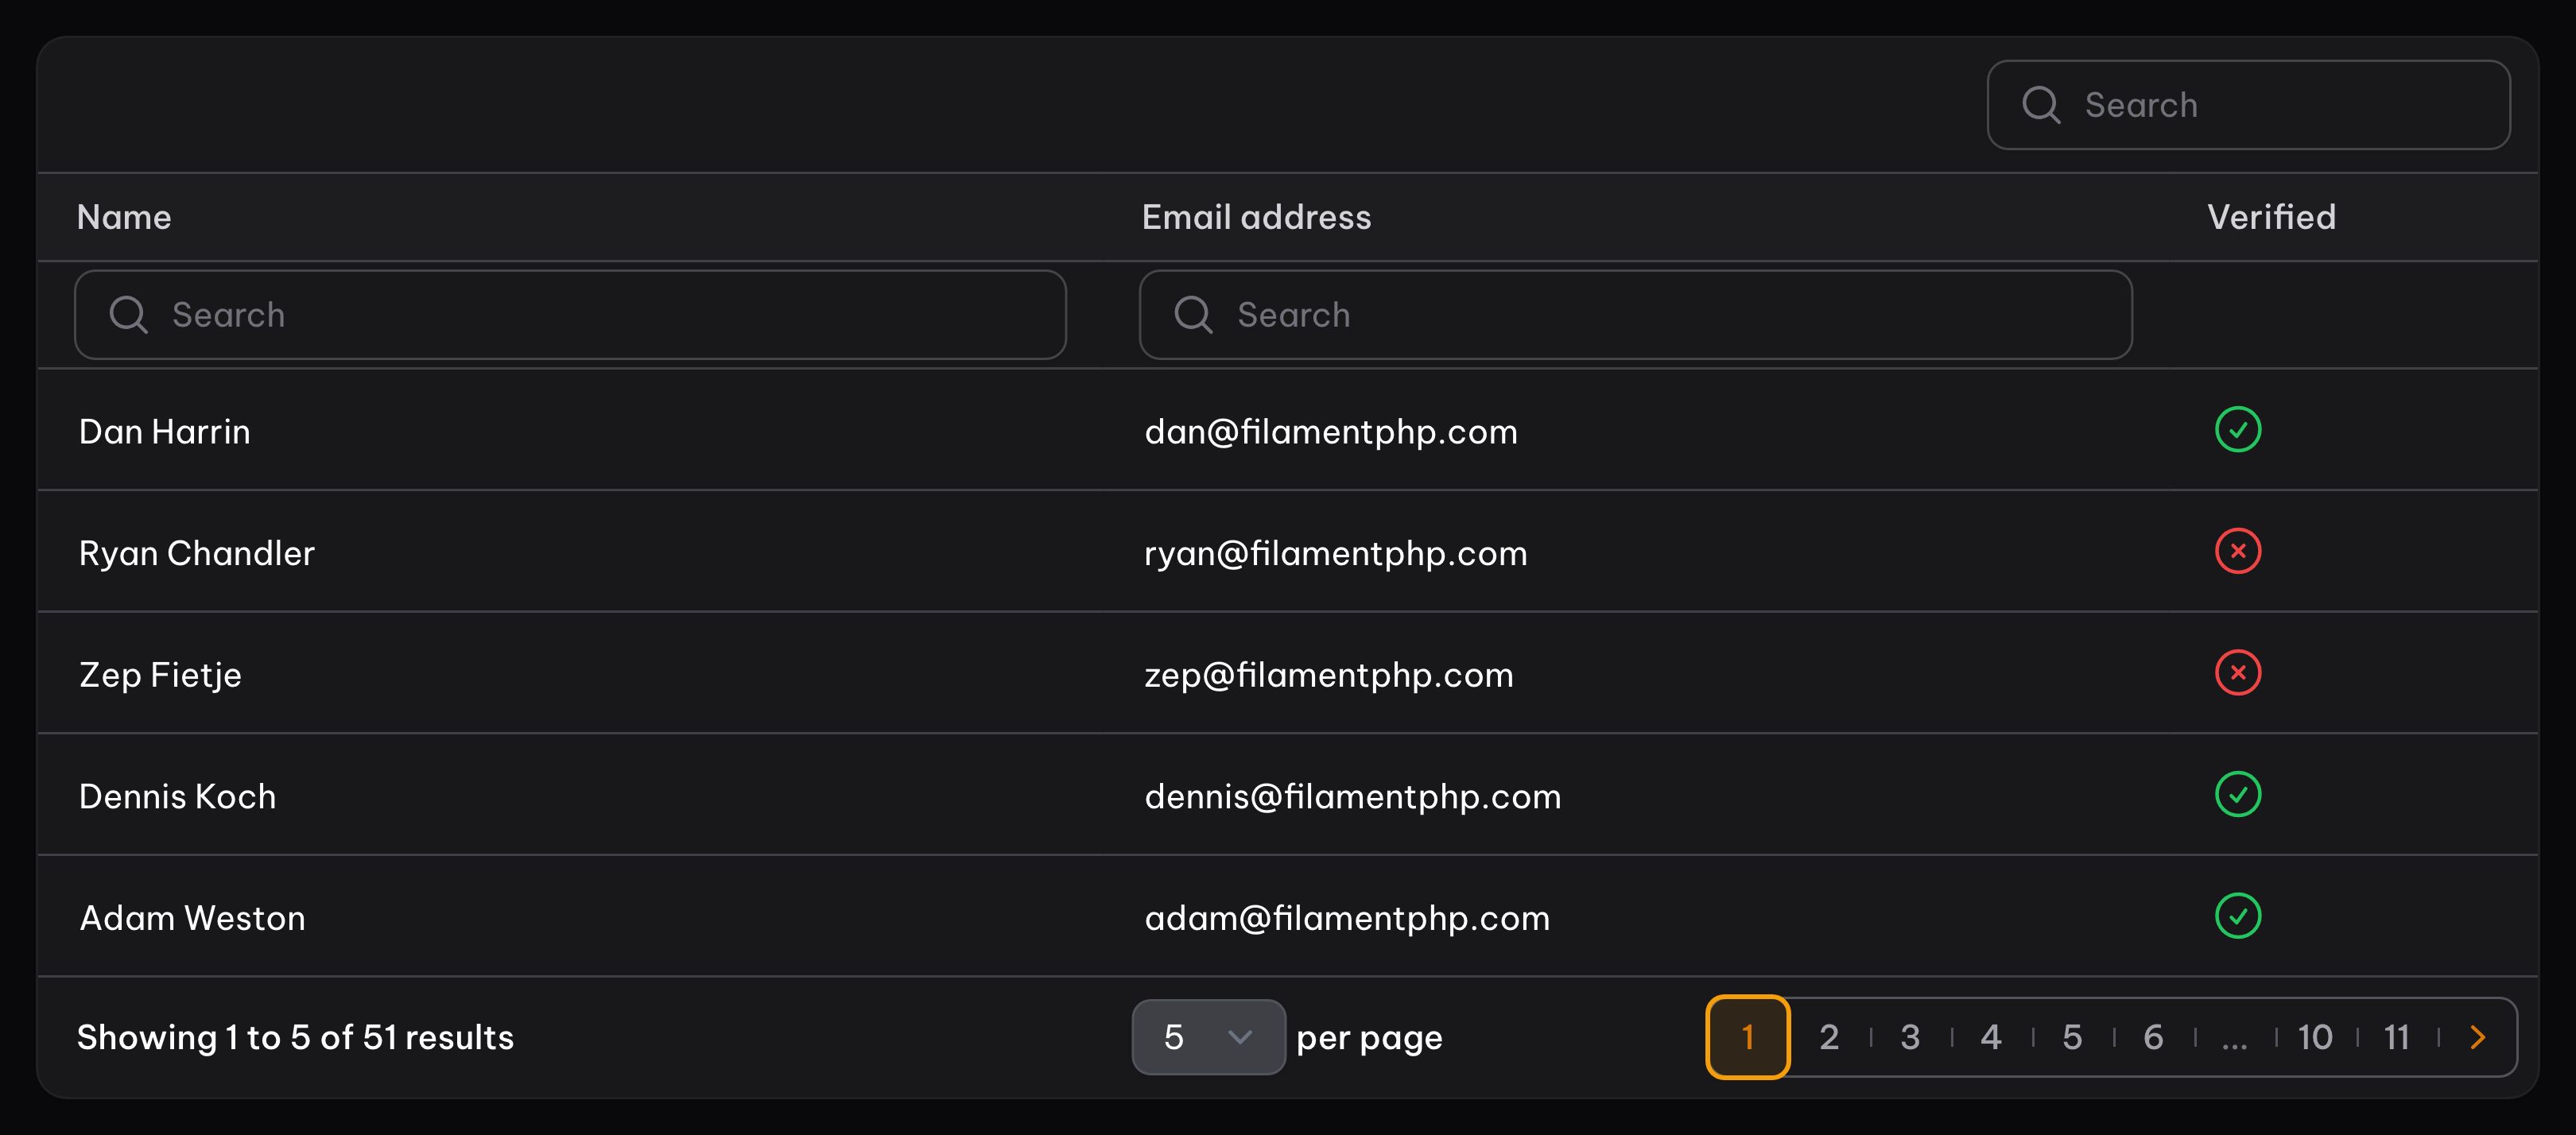 Search
Name Email address Verified
Search Search
Dan Harrin dan@filamentphp.com
Ryan Chandler ryan@filamentphp.com
Zep Fietje zep@filamentphp.com
Dennis Koch dennis@filamentphp.com
Adam Weston adam@filamentphp.com
Showing 1 to 5 of 51 results 5 per page 1 2 3 4 5 6 ... 10 11